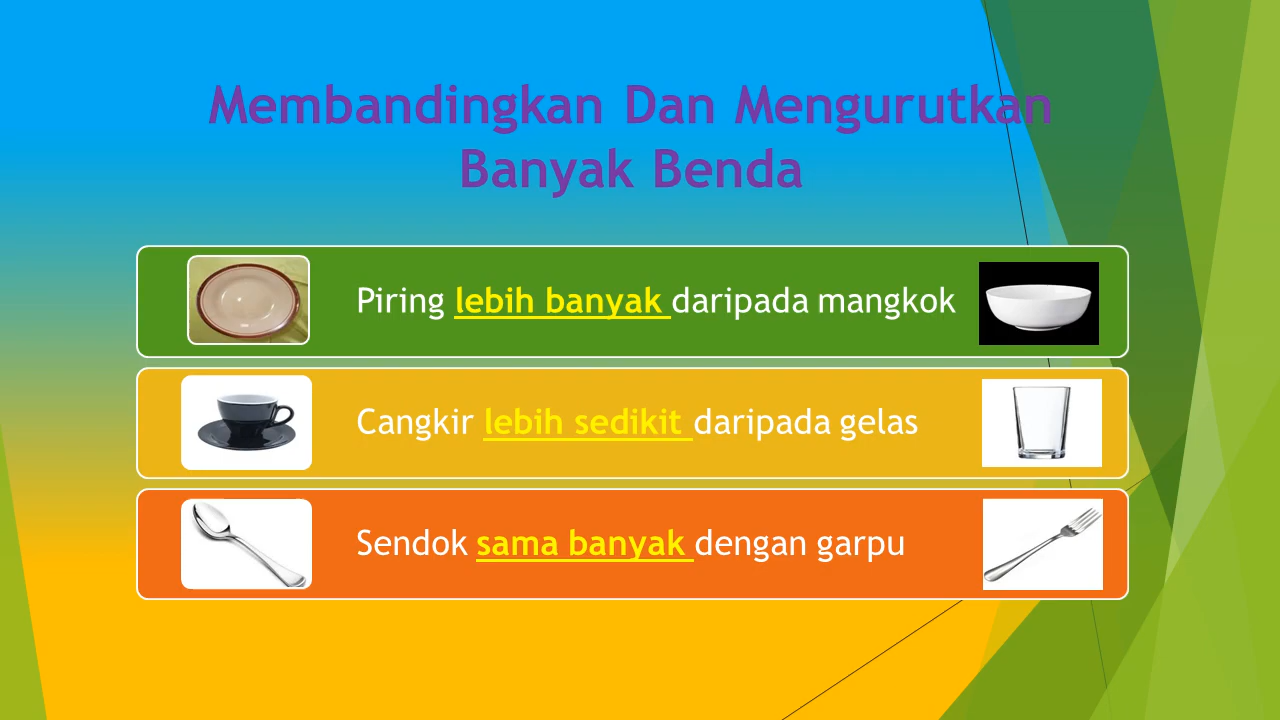 Membandingkan Dan Mengurutkan
Banyak Benda
Piring lebih banyak daripada mangkok
Cangkir lebih sedikit daripada gelas
Sendok sama banyak dengan garpu